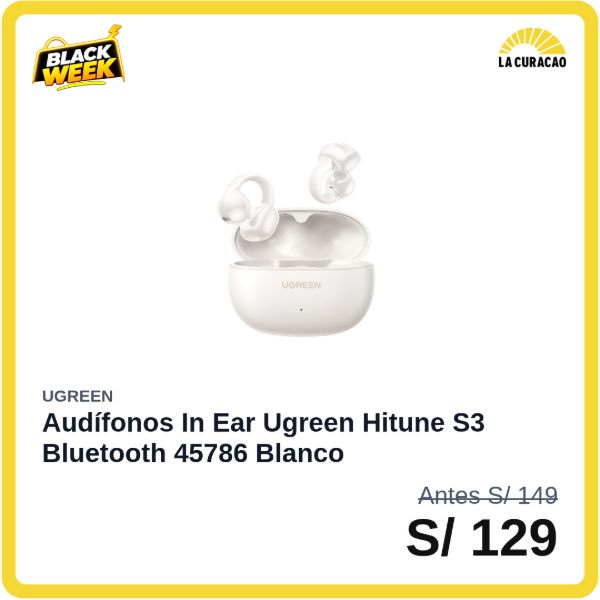 BLACK
WEEK
LA CURACAO
UGREEN
UGREEN
Audífonos In Ear Ugreen Hitune S3
Bluetooth 45786 Blanco
Antes S/ 149
S/ 129